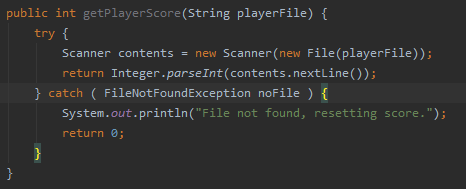 public int getPlayerScore(String playerFile) {
    try {
        Scanner contents = new Scanner(new File(playerFile));
        return Integer.parseInt(contents.nextLine());
    } catch ( FileNotFoundException noFile ) {
        System.out.println("File not found, resetting score.");
        return 0;
    }
}